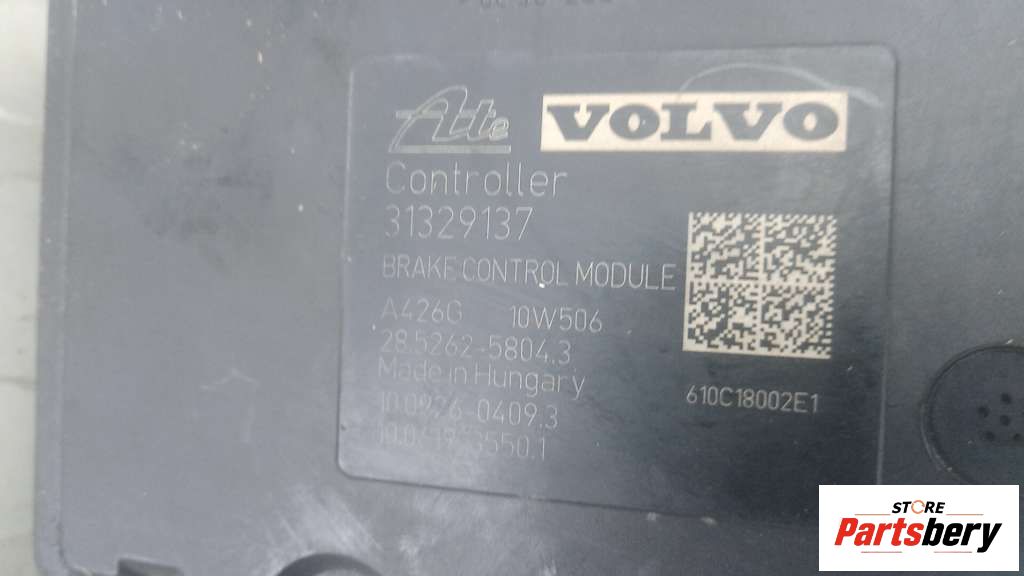 Ate VOLVO
Controller
31329137
BRAKE CONTROL MODULE
A426G 10W506
28.5262-5804.3
Made in Hungary
610C18002E1
10.0926-0409.3
STORE
Partsbery